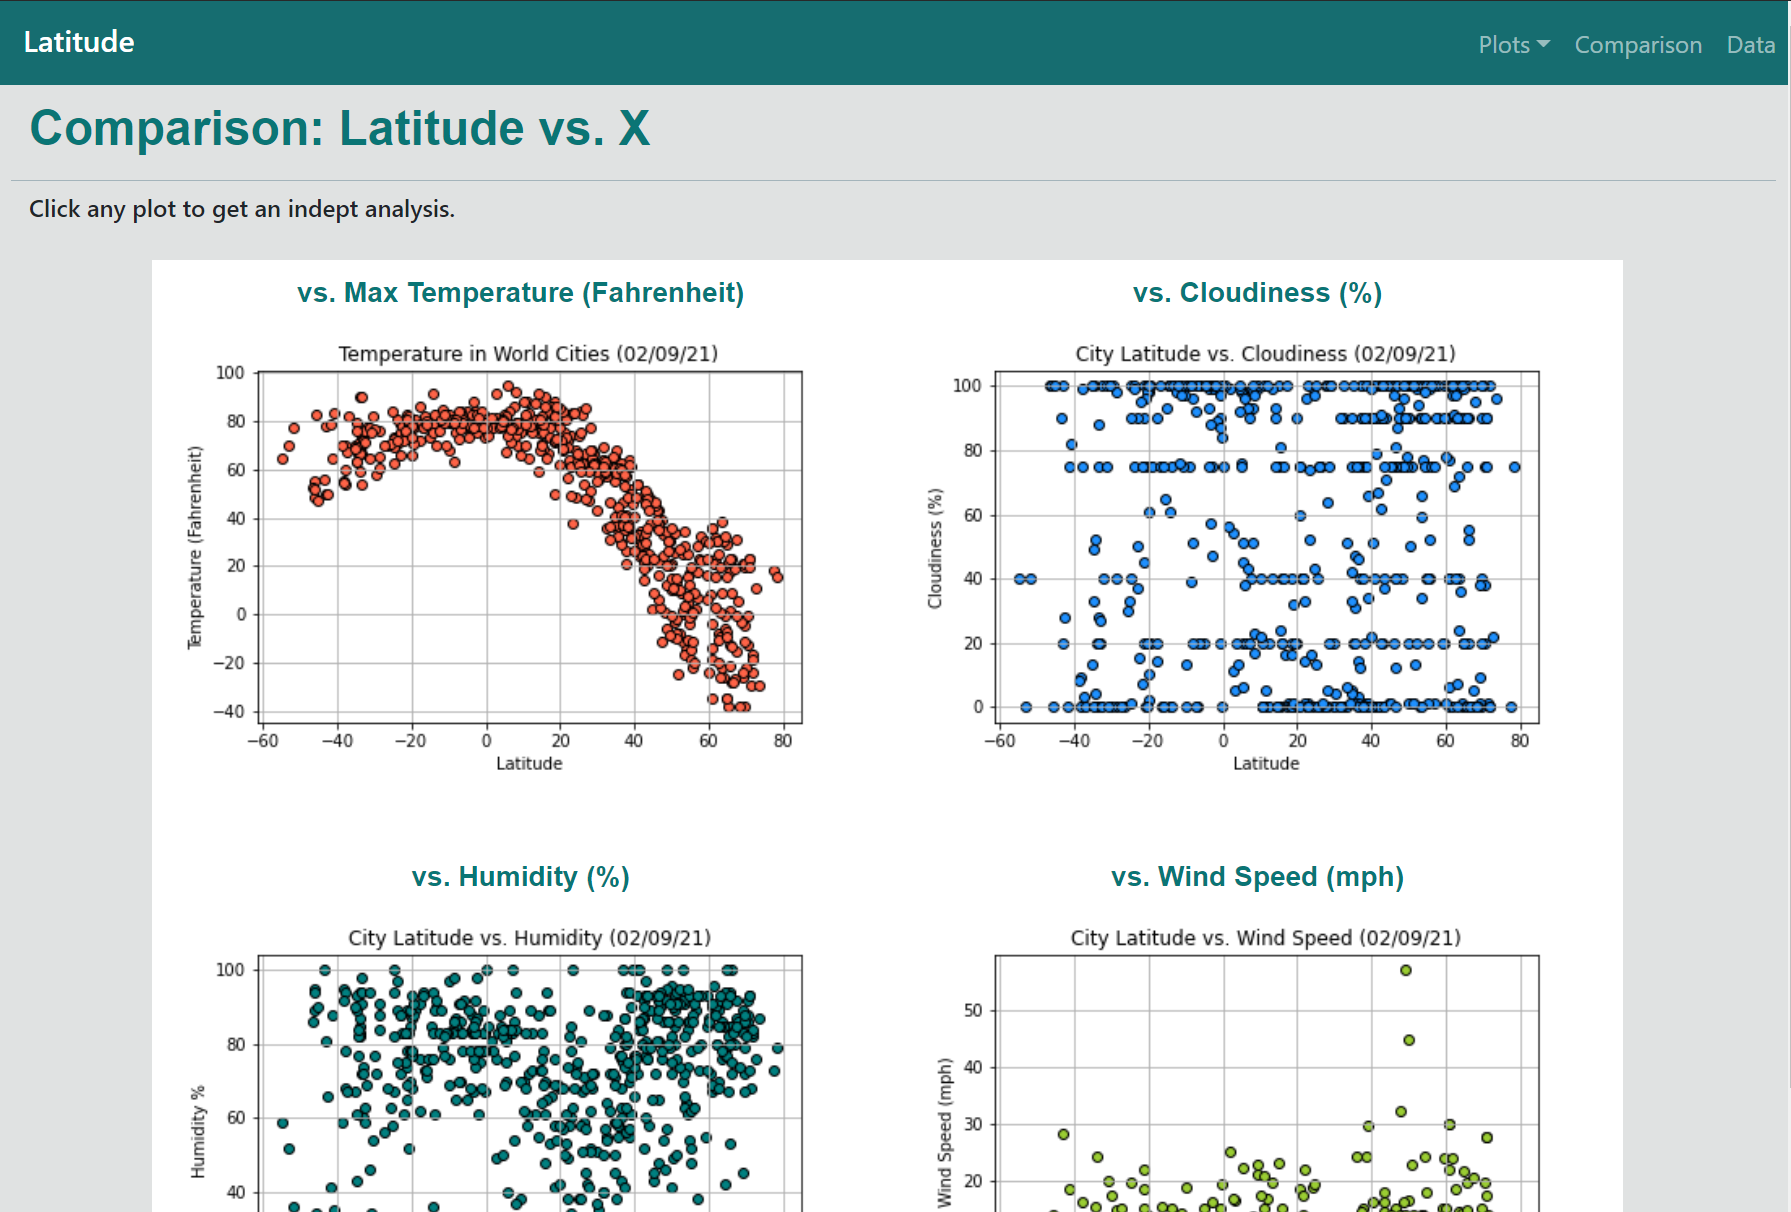 Latitude
Plots Comparison Data
Comparison: Latitude vs. X
Click any plot to get an indept analysis.
vs. Max Temperature (Fahrenheit)
Temperature in World Cities (02/09/21)
Temperature (Fahrenheit)
100
80
60
40
20
0
−20
−40
−60 −40 −20 0 20 40 60 80
Latitude
vs. Cloudiness (%)
City Latitude vs. Cloudiness (02/09/21)
Cloudiness (%)
100
80
60
40
20
0
−60 −40 −20 0 20 40 60 80
Latitude
vs. Humidity (%)
City Latitude vs. Humidity (02/09/21)
Humidity %
100
80
60
40
vs. Wind Speed (mph)
City Latitude vs. Wind Speed (02/09/21)
Wind Speed (mph)
50
40
30
20